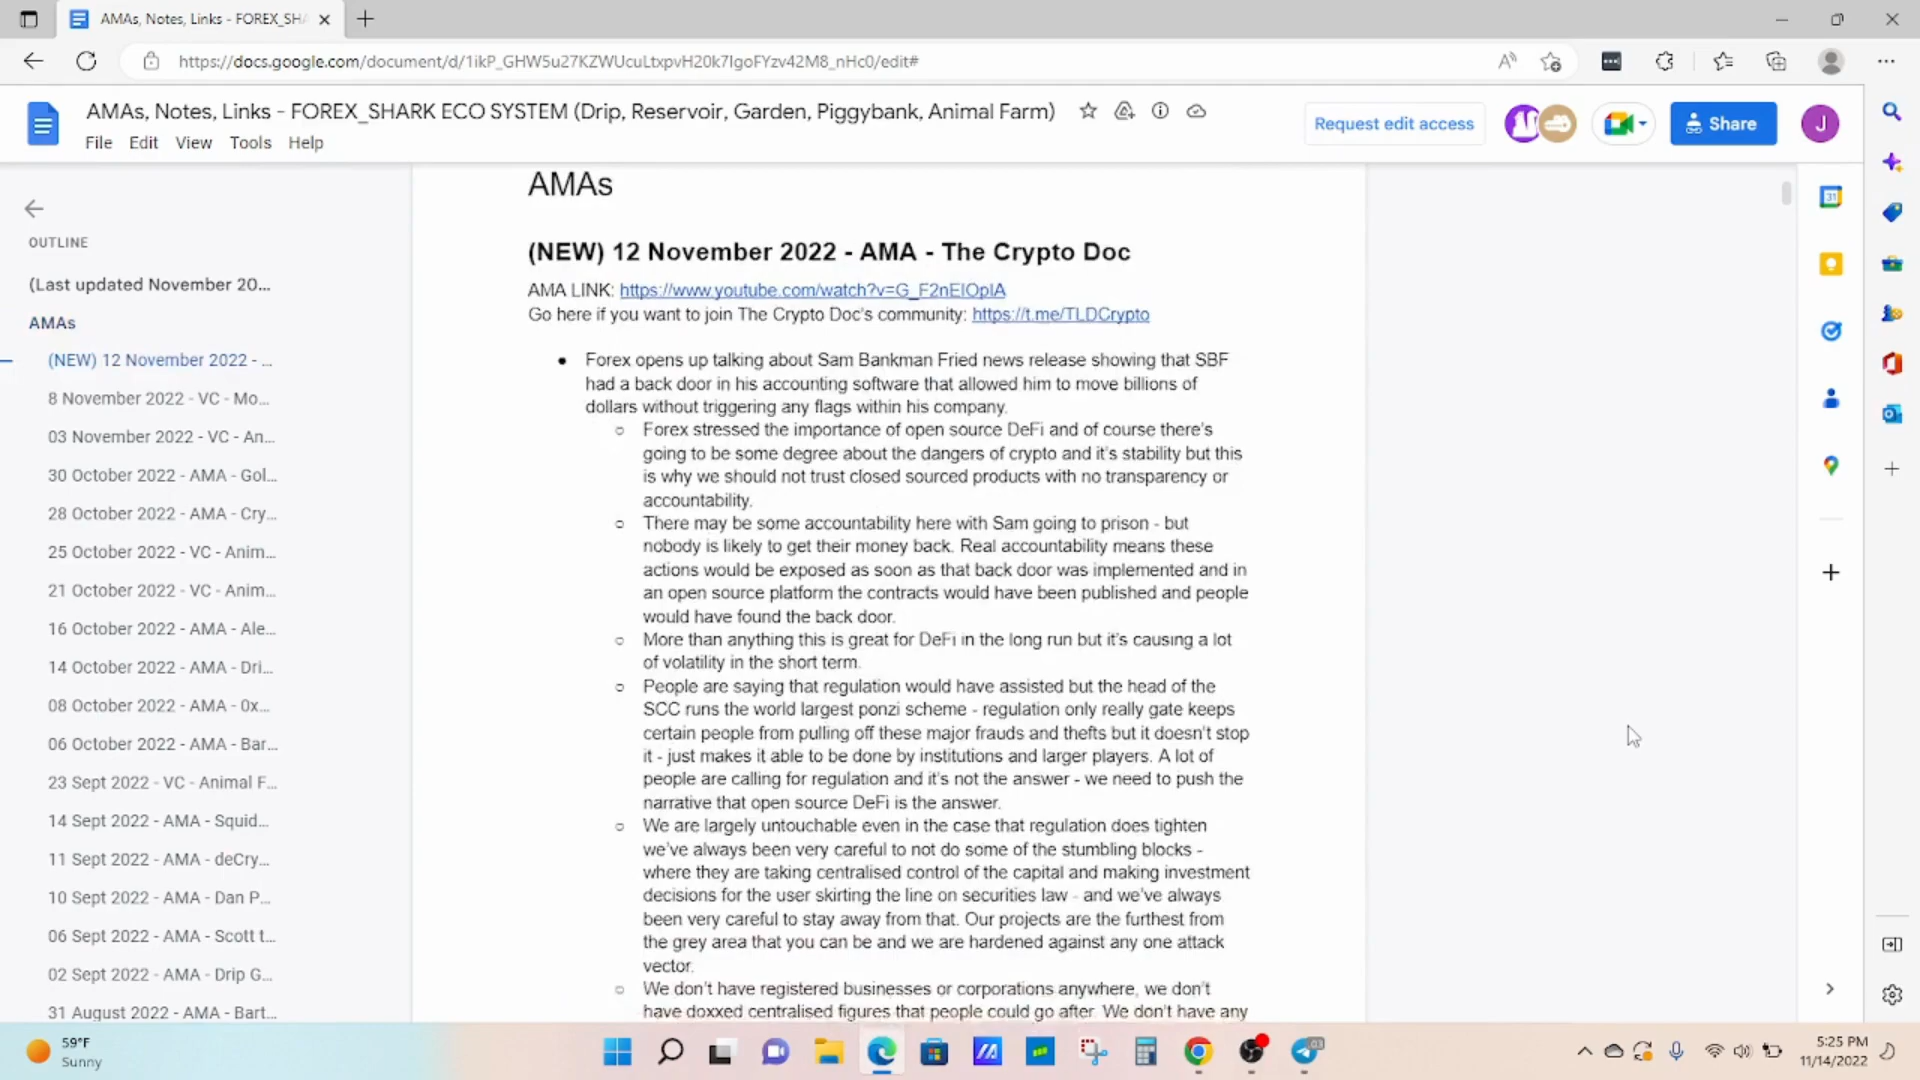 AMAs, Notes, Links - FOREX_SHA
https://docs.google.com/document/d/1ikP_GHW5u27KZWUcuLtxpvH20k7IgoFYzv42M8_nHc0/edit#
AMAs, Notes, Links - FOREX_SHARK ECO SYSTEM (Drip, Reservoir, Garden, Piggybank, Animal Farm)
Request edit access
Share
J
File Edit View Tools Help
OUTLINE
(Last updated November 20...
AMAs
(NEW) 12 November 2022 - ...
8 November 2022 - VC - Mo...
03 November 2022 - VC - An...
30 October 2022 - AMA - Gol...
28 October 2022 - AMA - Cry...
25 October 2022 - VC - Anim...
21 October 2022 - VC - Anim...
16 October 2022 - AMA - Ale...
14 October 2022 - AMA - Dri...
08 October 2022 - AMA - 0x...
06 October 2022 - AMA - Bar...
23 Sept 2022 - VC - Animal F...
14 Sept 2022 - AMA - Squid...
11 Sept 2022 - AMA - deCry...
10 Sept 2022 - AMA - Dan P...
06 Sept 2022 - AMA - Scott t...
02 Sept 2022 - AMA - Drip G...
31 August 2022 - AMA - Bart...
AMAs
(NEW) 12 November 2022 - AMA - The Crypto Doc
AMA LINK: https://www.youtube.com/watch?v=G_F2nEIOpIA
Go here if you want to join The Crypto Doc's community: https://t.me/TLDCrypto
● Forex opens up talking about Sam Bankman Fried news release showing that SBF
had a back door in his accounting software that allowed him to move billions of
dollars without triggering any flags within his company.
○ Forex stressed the importance of open source DeFi and of course there's
going to be some degree about the dangers of crypto and it's stability but this
is why we should not trust closed sourced products with no transparency or
accountability.
○ There may be some accountability here with Sam going to prison - but
nobody is likely to get their money back. Real accountability means these
actions would be exposed as soon as that back door was implemented and in
an open source platform the contracts would have been published and people
would have found the back door.
○ More than anything this is great for DeFi in the long run but it's causing a lot
of volatility in the short term.
○ People are saying that regulation would have assisted but the head of the
SCC runs the world largest ponzi scheme - regulation only really gate keeps
certain people from pulling off these major frauds and thefts but it doesn't stop
it - just makes it able to be done by institutions and larger players. A lot of
people are calling for regulation and it's not the answer - we need to push the
narrative that open source DeFi is the answer.
○ We are largely untouchable even in the case that regulation does tighten
we've always been very careful to not do some of the stumbling blocks -
where they are taking centralised control of the capital and making investment
decisions for the user skirting the line on securities law - and we've always
been very careful to stay away from that. Our projects are the furthest from
the grey area that you can be and we are hardened against any one attack
vector.
○ We don't have registered businesses or corporations anywhere, we don't
have doxxed centralised figures that people could go after. We don't have any
31
59°F
Sunny
03
5:25 PM
11/14/2022